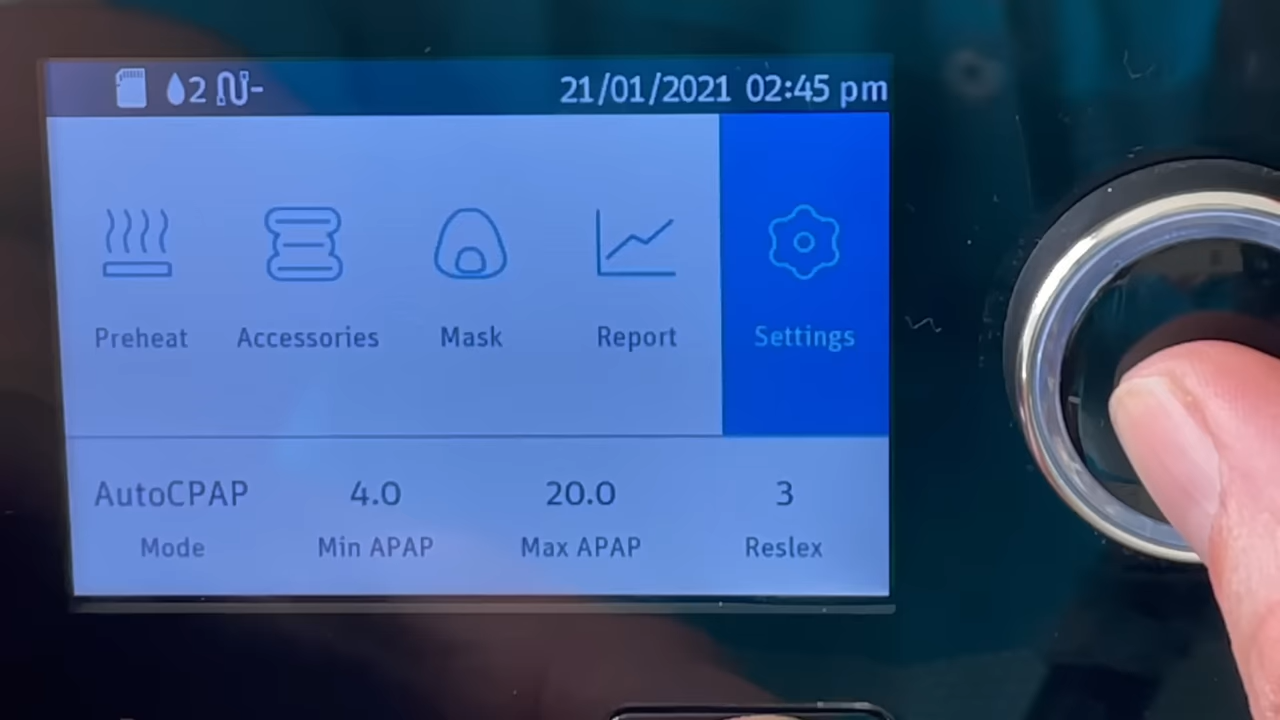 2 - 21/01/2021 02:45 pm
Preheat Accessories Mask Report Settings
AutoCPAP 4.0 20.0 3
Mode Min APAP Max APAP Reslex